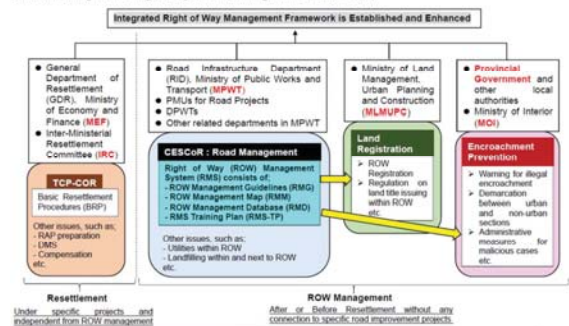 Integrated Right of Way Management Framework is Established and Enhanced
● General Department of Resettlement (GDR), Ministry of Economy and Finance (MEF)
● Inter-Ministerial Resettlement Committee (IRC)
TCP-COR
Basic Resettlement Procedures (BRP)
Other issues, such as;
- RAP preparation
- DMS
- Compensation
etc.
● Road Infrastructure Department (RID), Ministry of Public Works and Transport (MPWT)
● PMUs for Road Projects
● DPWTs
● Other related departments in MPWT
CESCoR : Road Management
Right of Way (ROW) Management System (RMS) consists of;
- ROW Management Guidelines (RMG)
- ROW Management Map (RMM)
- ROW Management Database (RMD)
- RMS Training Plan (RMS-TP)
Other issues, such as;
- Utilities within ROW
- Landfilling within and next to ROW
etc.
● Ministry of Land Management, Urban Planning and Construction (MLMUPC)
Land Registration
➢ ROW Registration
➢ Regulation on land title issuing within ROW
etc.
● Provincial Government and other local authorities
● Ministry of Interior (MOI)
Encroachment Prevention
➢ Warning for illegal encroachment
➢ Demarcation between urban and non-urban sections
➢ Administrative measures for malicious cases etc.
Resettlement
Under specific projects and independent from ROW management
ROW Management
After or Before Resettlement without any connection to specific road improvement projects.